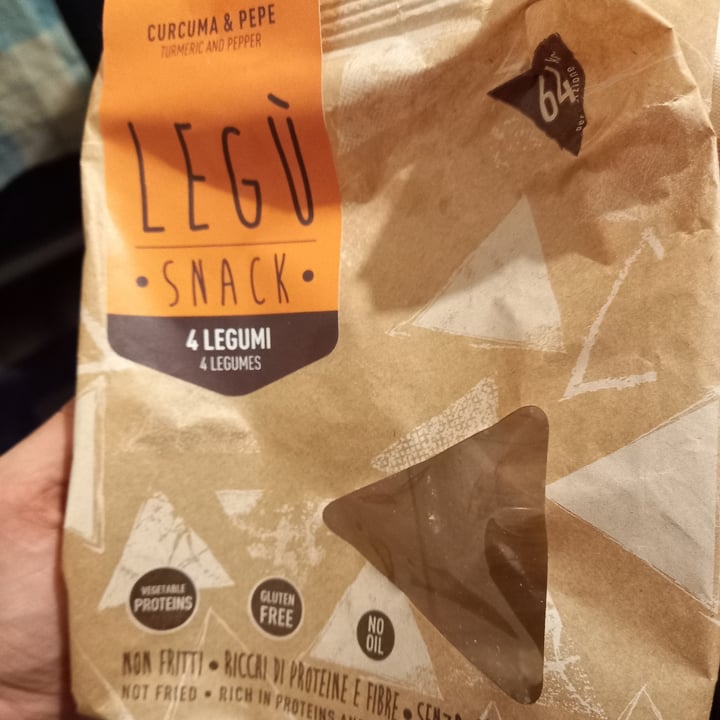 CURCUMA & PEPE
TURMERIC AND PEPPER
LEGÙ
• SNACK •
4 LEGUMI
4 LEGUMES
64
VEGETABLE
PROTEINS
GLUTEN
FREE
NO
OIL
NON FRITTI • RICCHI DI PROTEINE E FIBRE •
NOT FRIED • RICH IN PROTEINS